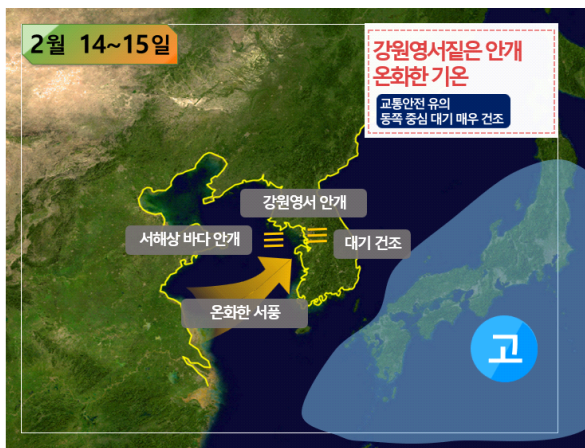 2월 14~15일
강원영서짙은 안개
온화한 기온
교통안전 유의
동쪽 중심 대기 매우 건조
강원영서 안개
서해상 바다 안개
대기 건조
온화한 서풍
고